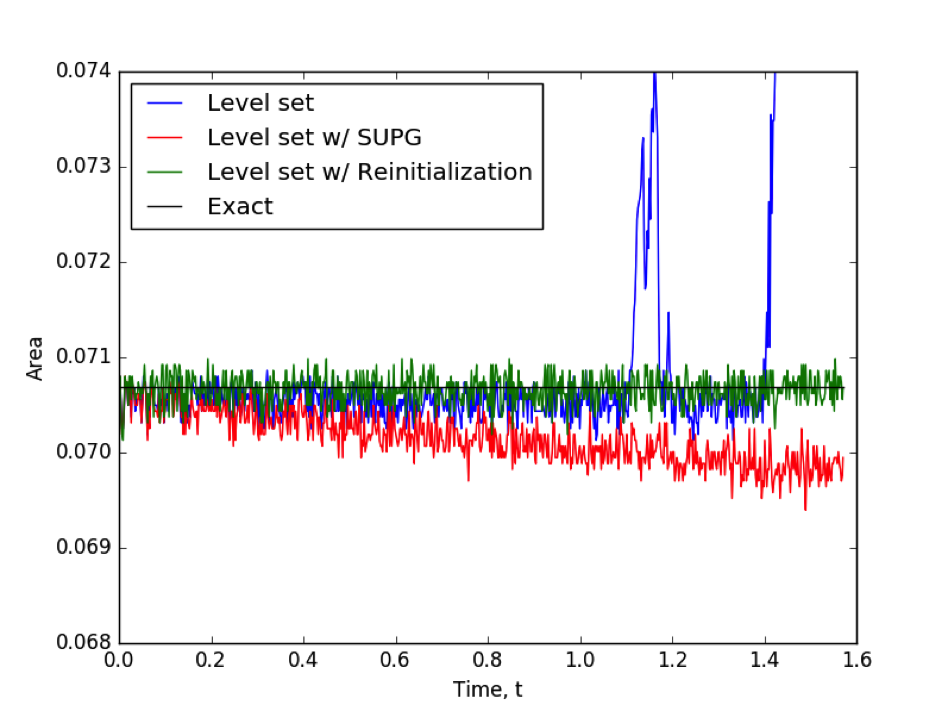 0.074
0.073
0.072
0.071
0.070
0.069
0.068
Area
Level set
Level set w/ SUPG
Level set w/ Reinitialization
Exact
0.0 0.2 0.4 0.6 0.8 1.0 1.2 1.4 1.6
Time, t